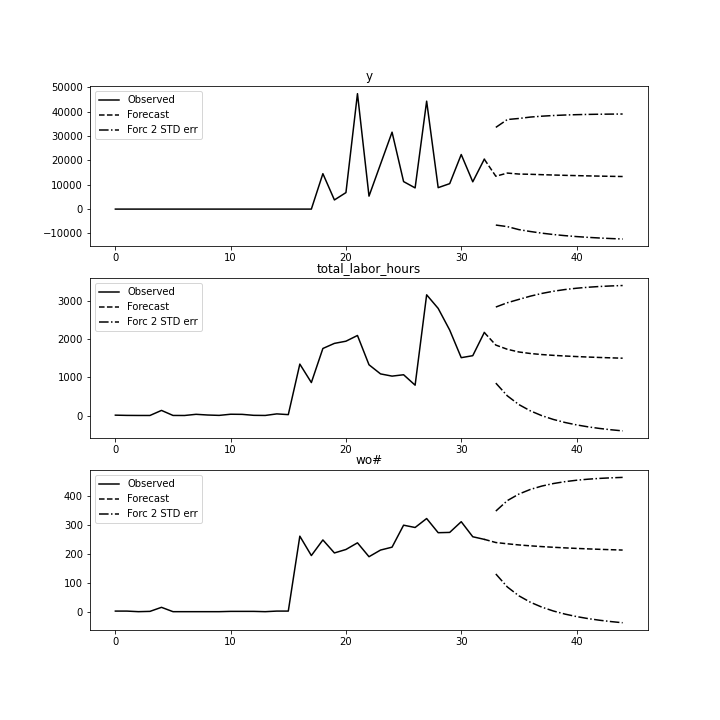 y
50000
40000
30000
20000
10000
0
−10000
Observed
Forecast
Forc 2 STD err
0 10 20 30 40
total_labor_hours
3000
2000
1000
0
Observed
Forecast
Forc 2 STD err
0 10 20 30 40
wo#
400
300
200
100
0
Observed
Forecast
Forc 2 STD err
0 10 20 30 40